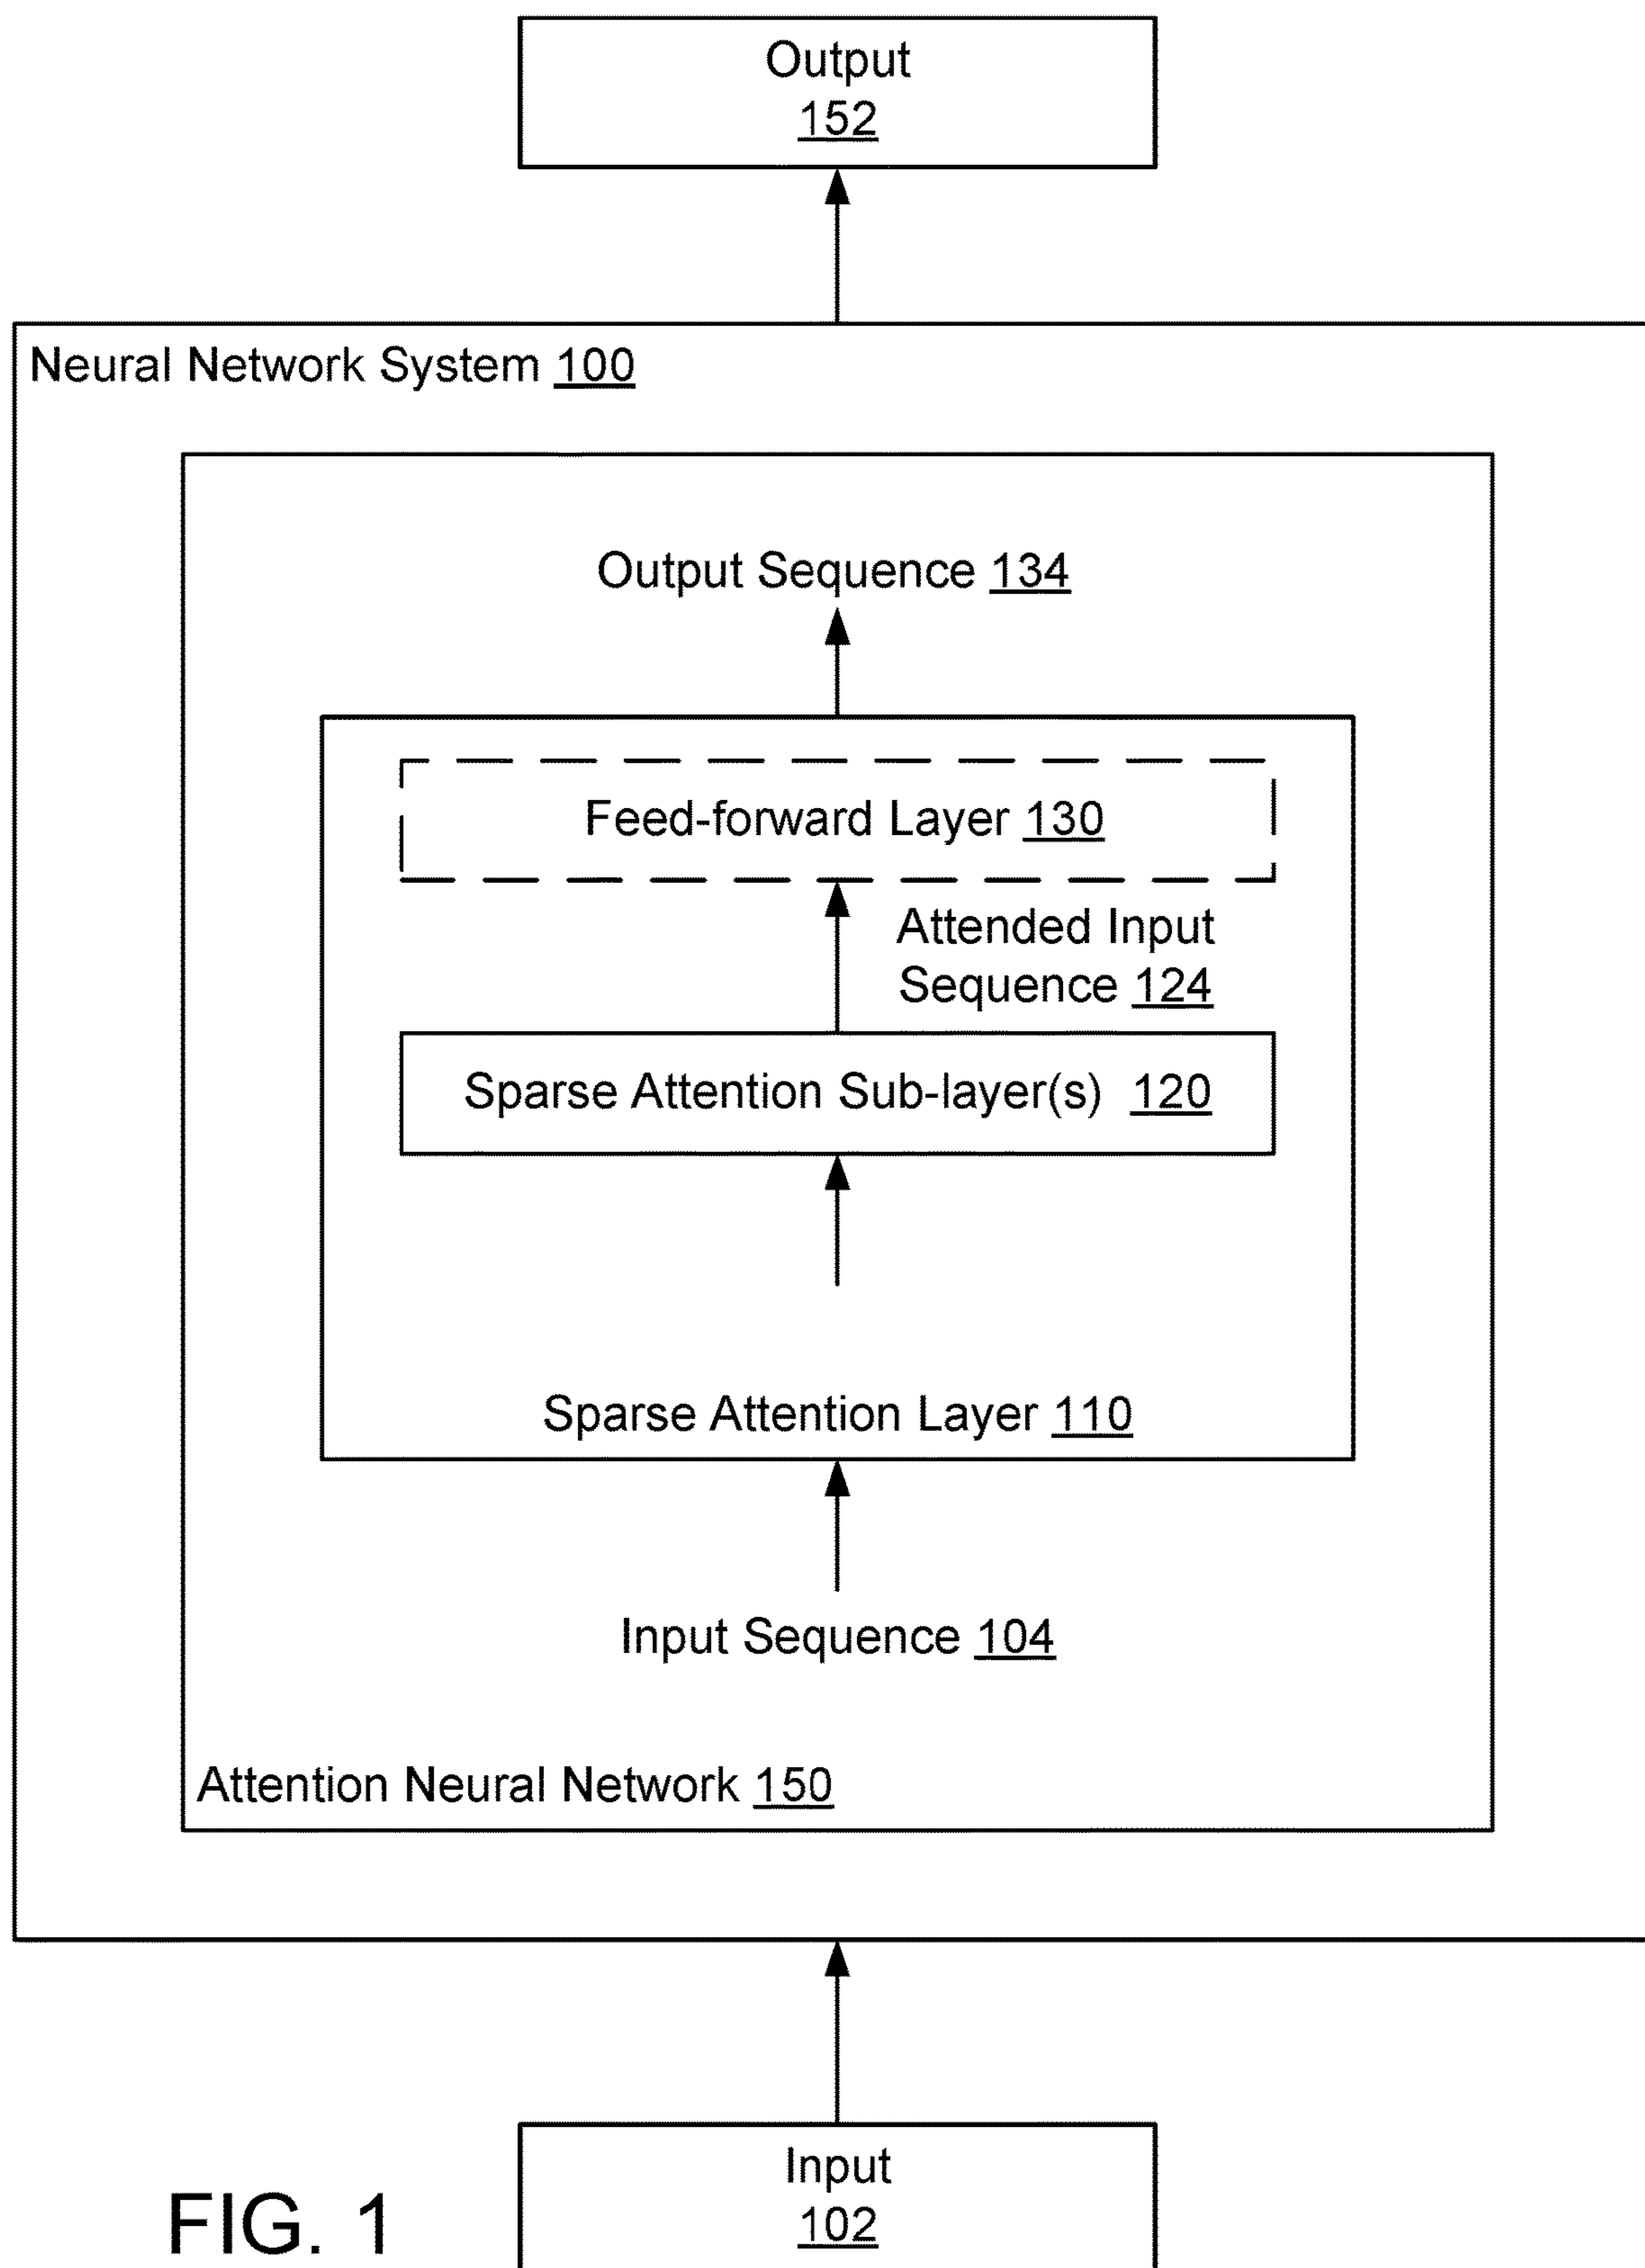 Output
152
Neural Network System 100
Output Sequence 134
Feed-forward Layer 130
Attended Input
Sequence 124
Sparse Attention Sub-layer(s) 120
Sparse Attention Layer 110
Input Sequence 104
Attention Neural Network 150
Input
102
FIG. 1